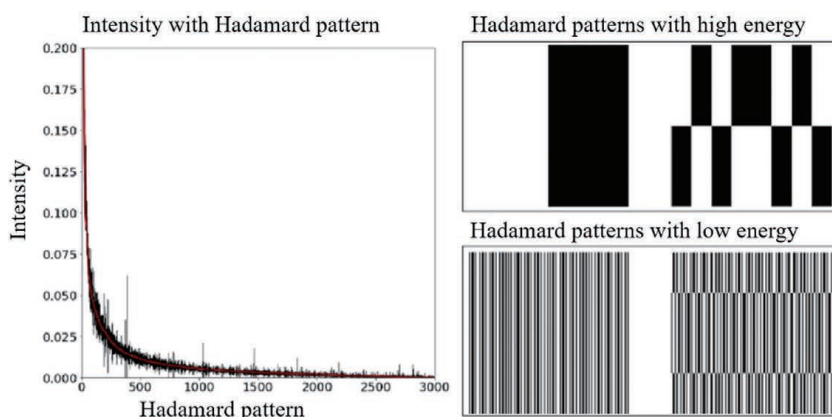 Intensity with Hadamard pattern
0.200
0.175
0.150
0.125
0.100
0.075
0.050
0.025
0.000
Intensity
0 500 1000 1500 2000 2500 3000
Hadamard pattern
Hadamard patterns with high energy
Hadamard patterns with low energy